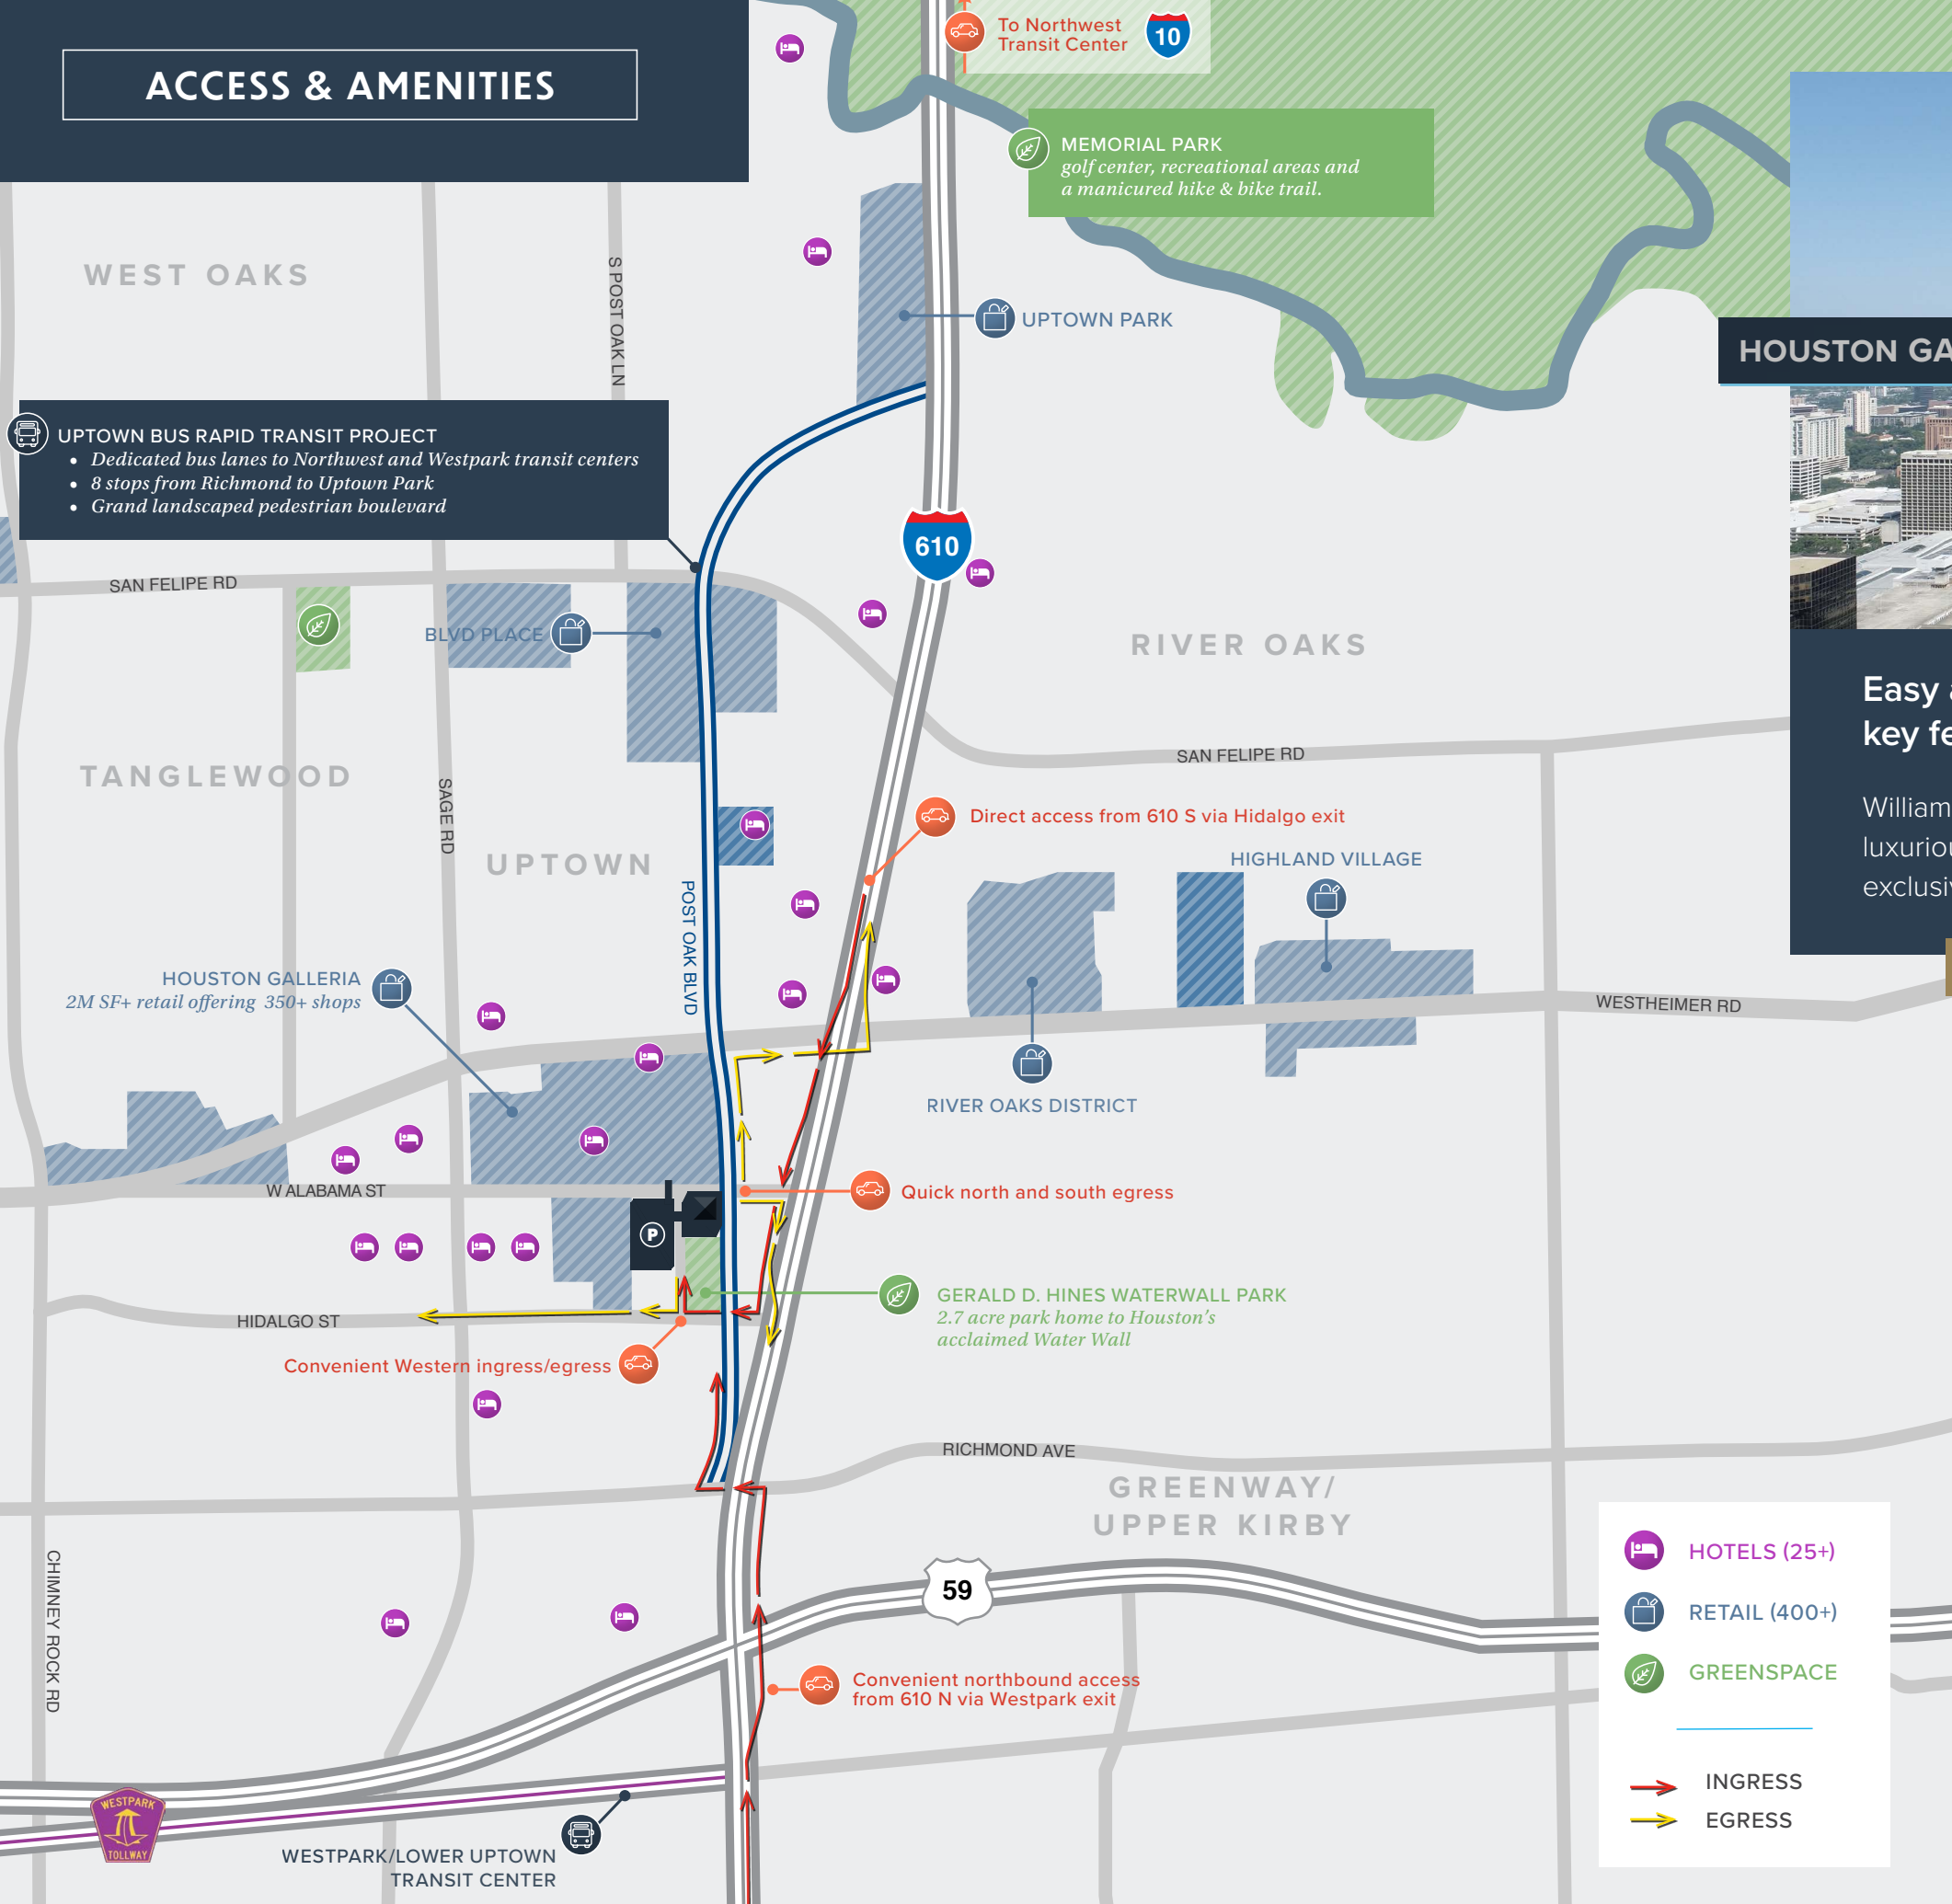 ACCESS & AMENITIES
To Northwest
Transit Center
10
MEMORIAL PARK
golf center, recreational areas and
a manicured hike & bike trail.
WEST OAKS
S POST OAK LN
UPTOWN PARK
HOUSTON GA
UPTOWN BUS RAPID TRANSIT PROJECT
• Dedicated bus lanes to Northwest and Westpark transit centers
• 8 stops from Richmond to Uptown Park
• Grand landscaped pedestrian boulevard
610
SAN FELIPE RD
BLVD PLACE
RIVER OAKS
Easy a
key fe
SAN FELIPE RD
TANGLEWOOD
SAGE RD
UPTOWN
Direct access from 610 S via Hidalgo exit
William
luxuriou
exclusiv
HIGHLAND VILLAGE
POST OAK BLVD
HOUSTON GALLERIA
2M SF+ retail offering 350+ shops
WESTHEIMER RD
RIVER OAKS DISTRICT
W ALABAMA ST
Quick north and south egress
P
GERALD D. HINES WATERWALL PARK
2.7 acre park home to Houston's
acclaimed Water Wall
HIDALGO ST
Convenient Western ingress/egress
RICHMOND AVE
GREENWAY/
UPPER KIRBY
CHIMNEY ROCK RD
59
HOTELS (25+)
RETAIL (400+)
GREENSPACE
INGRESS
EGRESS
Convenient northbound access
from 610 N via Westpark exit
WESTPARK
TOLLWAY
WESTPARK/LOWER UPTOWN
TRANSIT CENTER